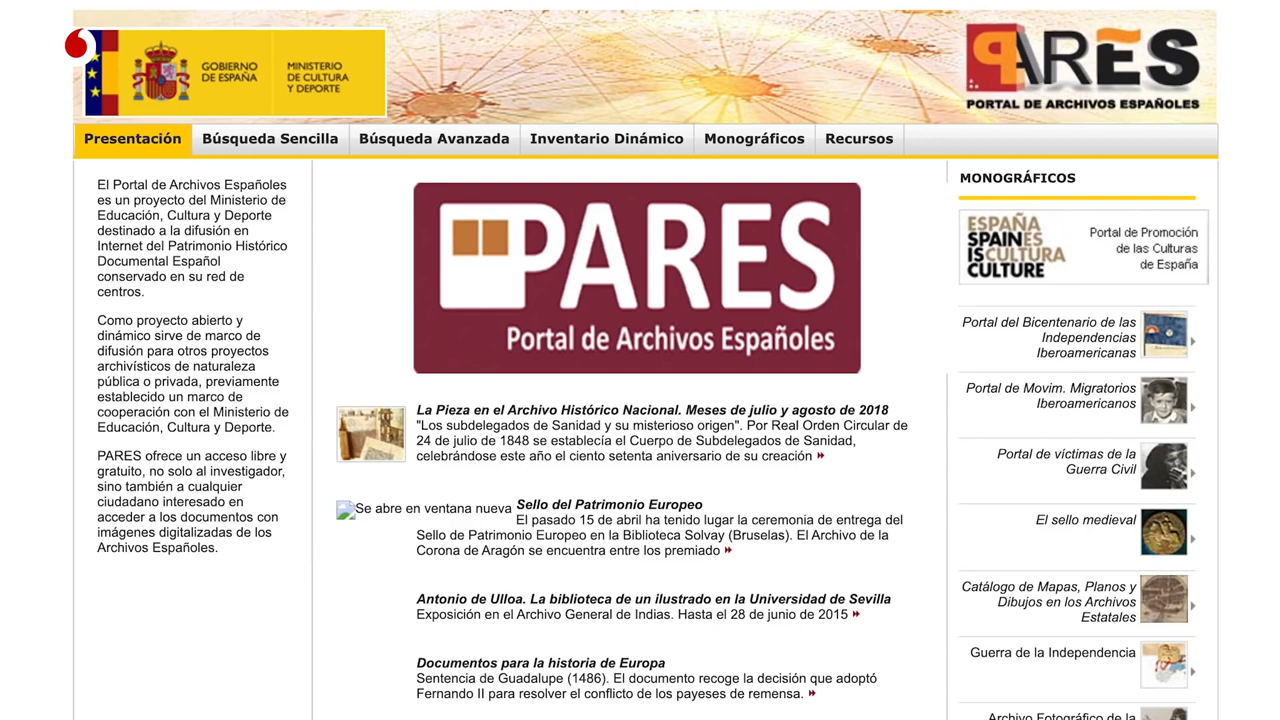 GOBIERNO
DE ESPAÑA
MINISTERIO
DE CULTURA
Y DEPORTE
PARES
PORTAL DE ARCHIVOS ESPAÑOLES
Presentación
Búsqueda Sencilla
Búsqueda Avanzada
Inventario Dinámico
Monográficos
Recursos
El Portal de Archivos Españoles
es un proyecto del Ministerio de
Educación, Cultura y Deporte
destinado a la difusión en
Internet del Patrimonio Histórico
Documental Español
conservado en su red de
centros.
Como proyecto abierto y
dinámico sirve de marco de
difusión para otros proyectos
archivísticos de naturaleza
pública o privada, previamente
establecido un marco de
cooperación con el Ministerio de
Educación, Cultura y Deporte.
PARES ofrece un acceso libre y
gratuito, no solo al investigador,
sino también a cualquier
ciudadano interesado en
acceder a los documentos con
imágenes digitalizadas de los
Archivos Españoles.
PARES
Portal de Archivos Españoles
La Pieza en el Archivo Histórico Nacional. Meses de julio y agosto de 2018
"Los subdelegados de Sanidad y su misterioso origen". Por Real Orden Circular de
24 de julio de 1848 se establecía el Cuerpo de Subdelegados de Sanidad,
celebrándose este año el ciento setenta aniversario de su creación
Se abre en ventana nueva Sello del Patrimonio Europeo
El pasado 15 de abril ha tenido lugar la ceremonia de entrega del
Sello de Patrimonio Europeo en la Biblioteca Solvay (Bruselas). El Archivo de la
Corona de Aragón se encuentra entre los premiado
Antonio de Ulloa. La biblioteca de un ilustrado en la Universidad de Sevilla
Exposición en el Archivo General de Indias. Hasta el 28 de junio de 2015
Documentos para la historia de Europa
Sentencia de Guadalupe (1486). El documento recoge la decisión que adoptó
Fernando II para resolver el conflicto de los payeses de remensa.
MONOGRÁFICOS
ESPAÑA
SPAIN ES
IS CULTURA
CULTURE
Portal de Promoción
de las Culturas
de España
Portal del Bicentenario de las
Independencias
Iberoamericanas
Portal de Movim. Migratorios
Iberoamericanos
Portal de víctimas de la
Guerra Civil
El sello medieval
Catálogo de Mapas, Planos y
Dibujos en los Archivos
Estatales
Guerra de la Independencia
Archivo Fotográfico de la